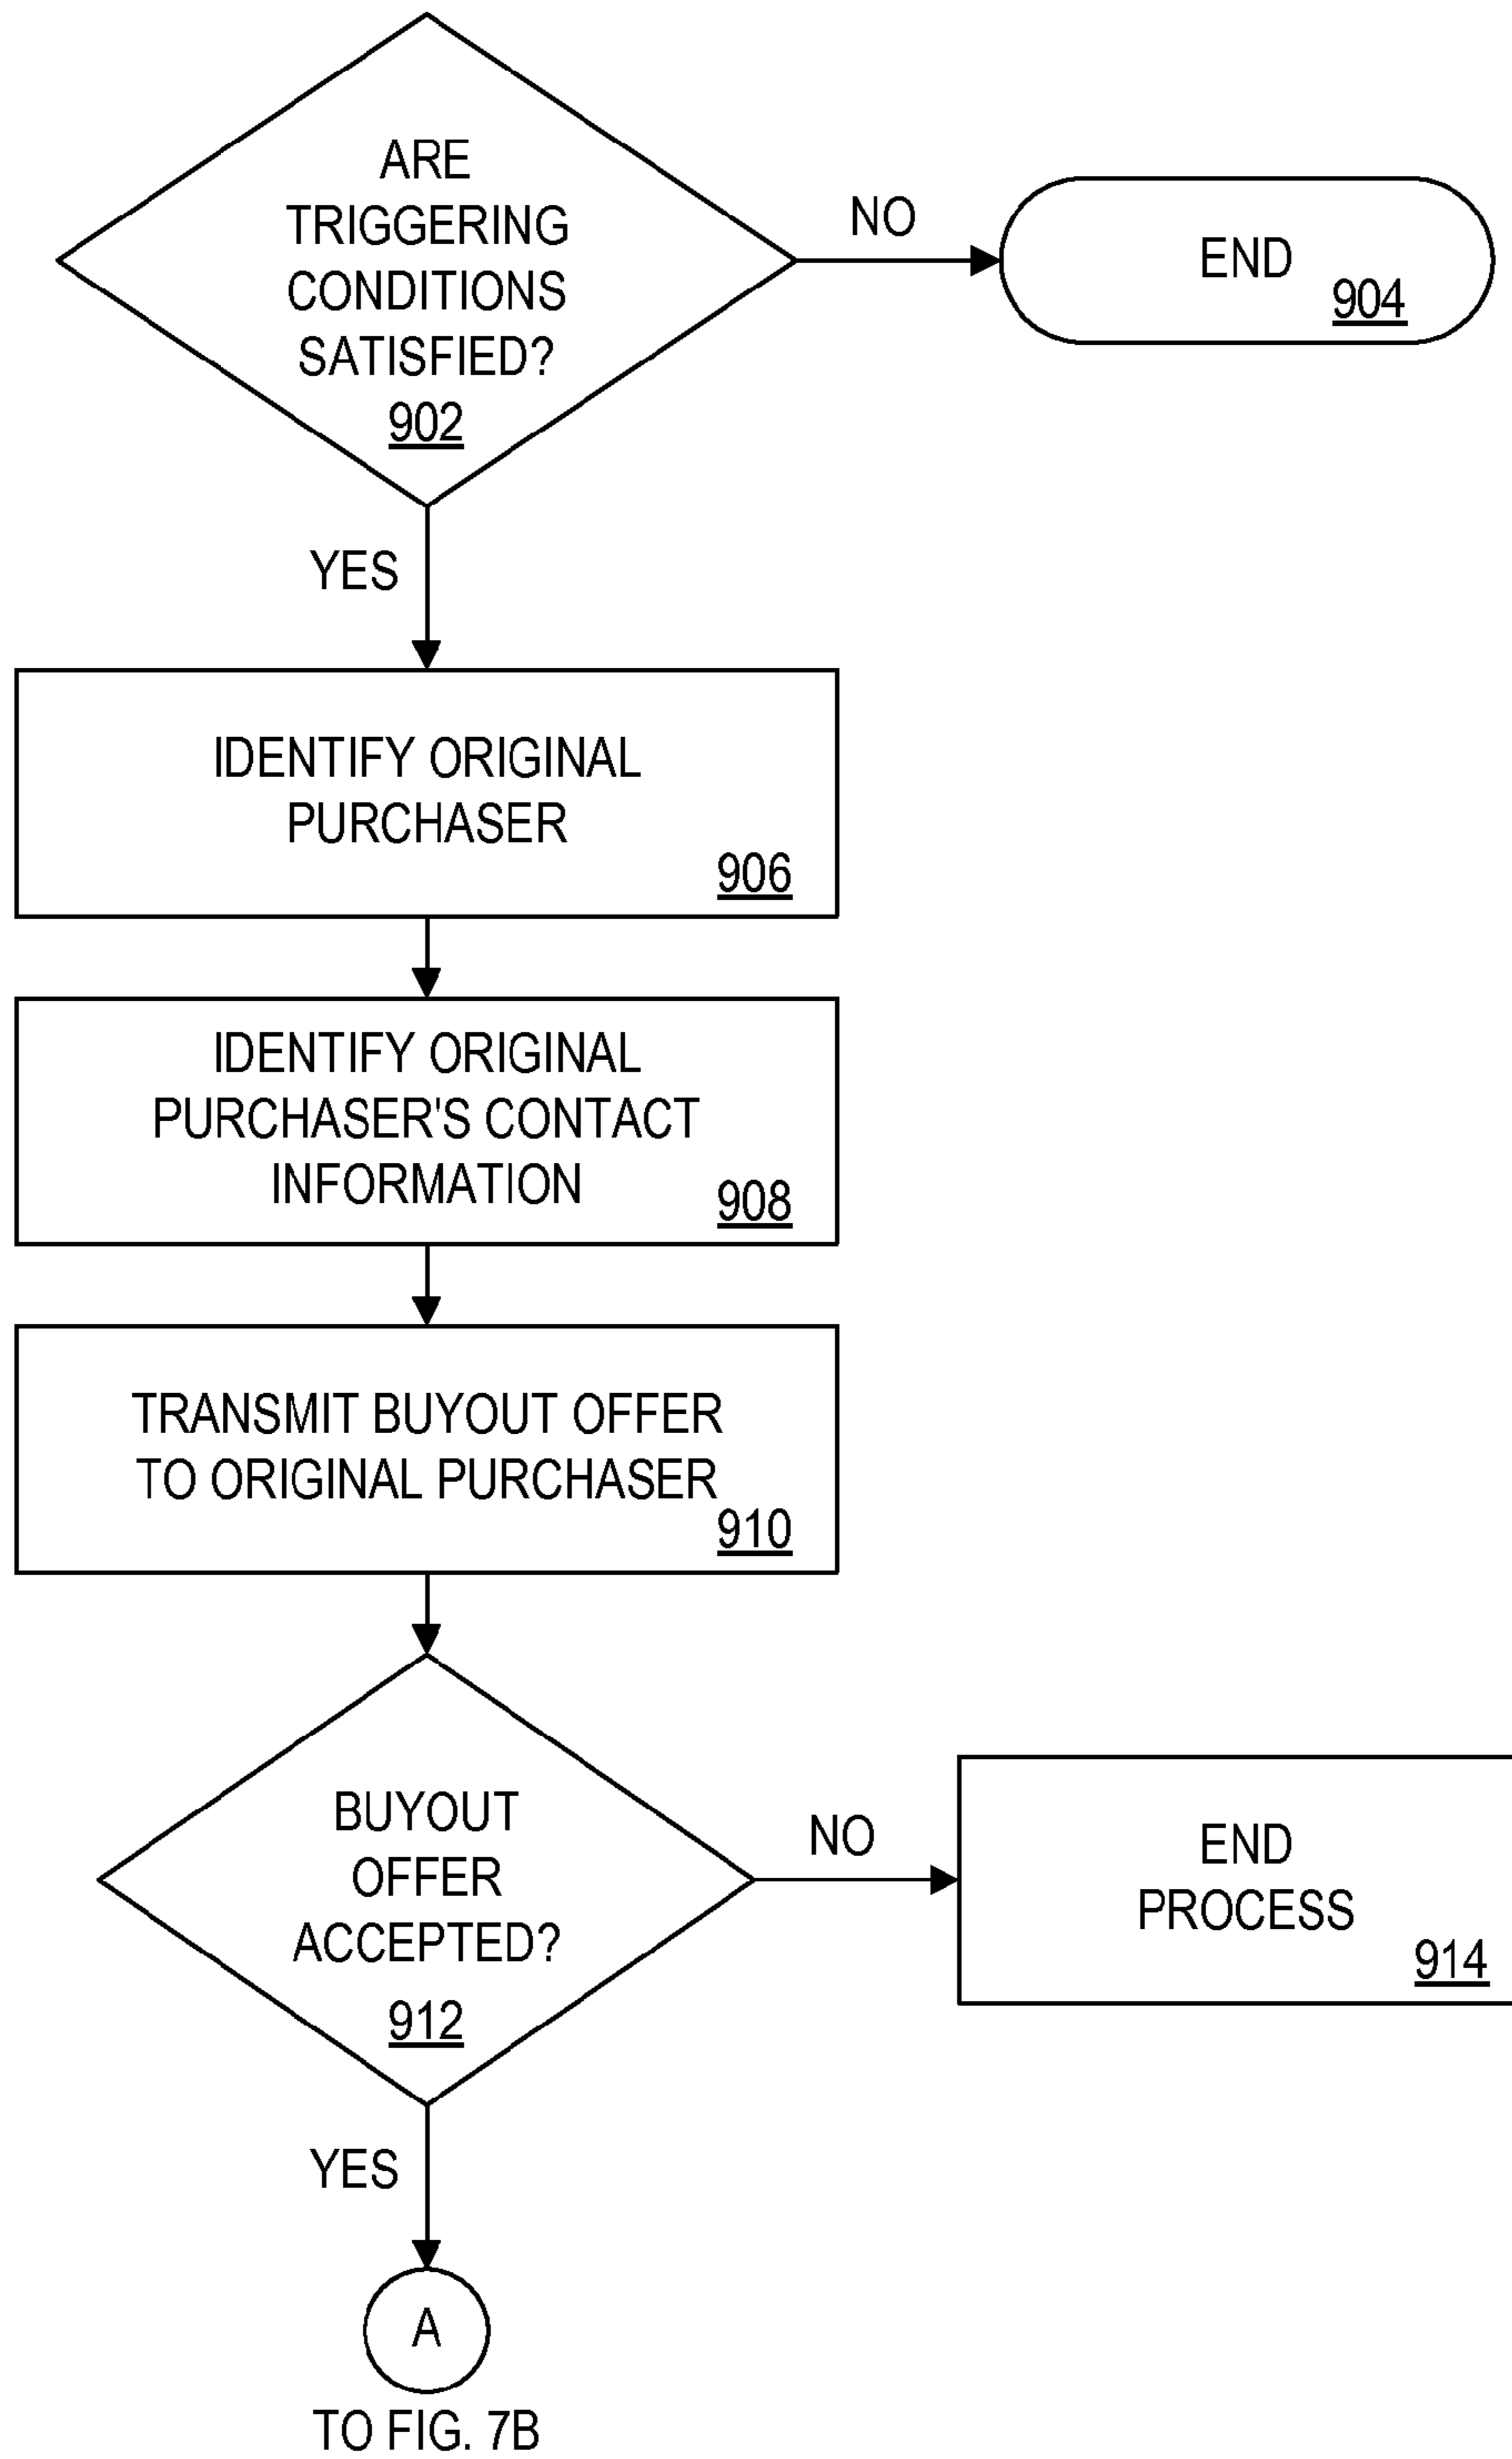 ARE
TRIGGERING
CONDITIONS
SATISFIED?
902
NO
END
904
YES
IDENTIFY ORIGINAL
PURCHASER
906
IDENTIFY ORIGINAL
PURCHASER'S CONTACT
INFORMATION
908
TRANSMIT BUYOUT OFFER
TO ORIGINAL PURCHASER
910
BUYOUT
OFFER
ACCEPTED?
912
NO
END
PROCESS
914
YES
A
TO FIG. 7B